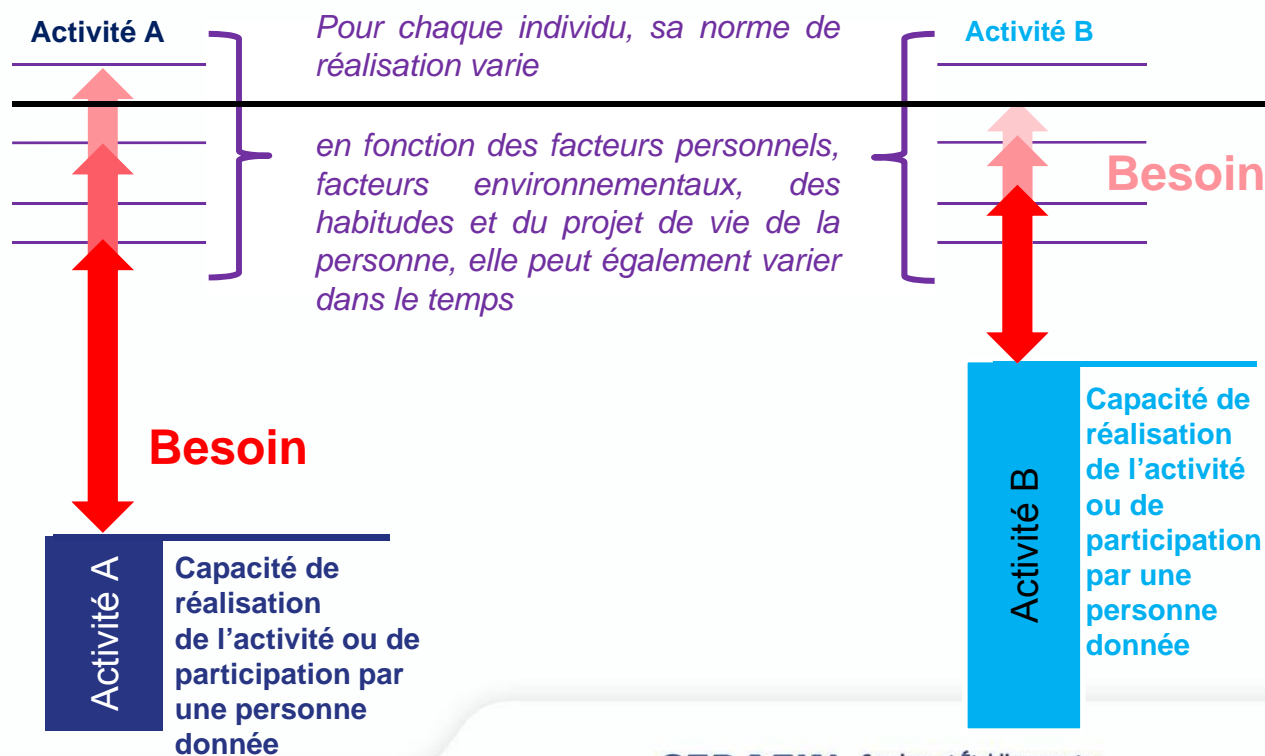 Activité A
Pour chaque individu, sa norme de
réalisation varie
en fonction des facteurs personnels,
facteurs environnementaux, des
habitudes et du projet de vie de la
personne, elle peut également varier
dans le temps
Activité B
Besoin
Besoin
Activité A
Capacité de
réalisation
de l'activité ou de
participation par
une personne
donnée
Activité B
Capacité de
réalisation
de l'activité
ou de
participation
par une
personne
donnée